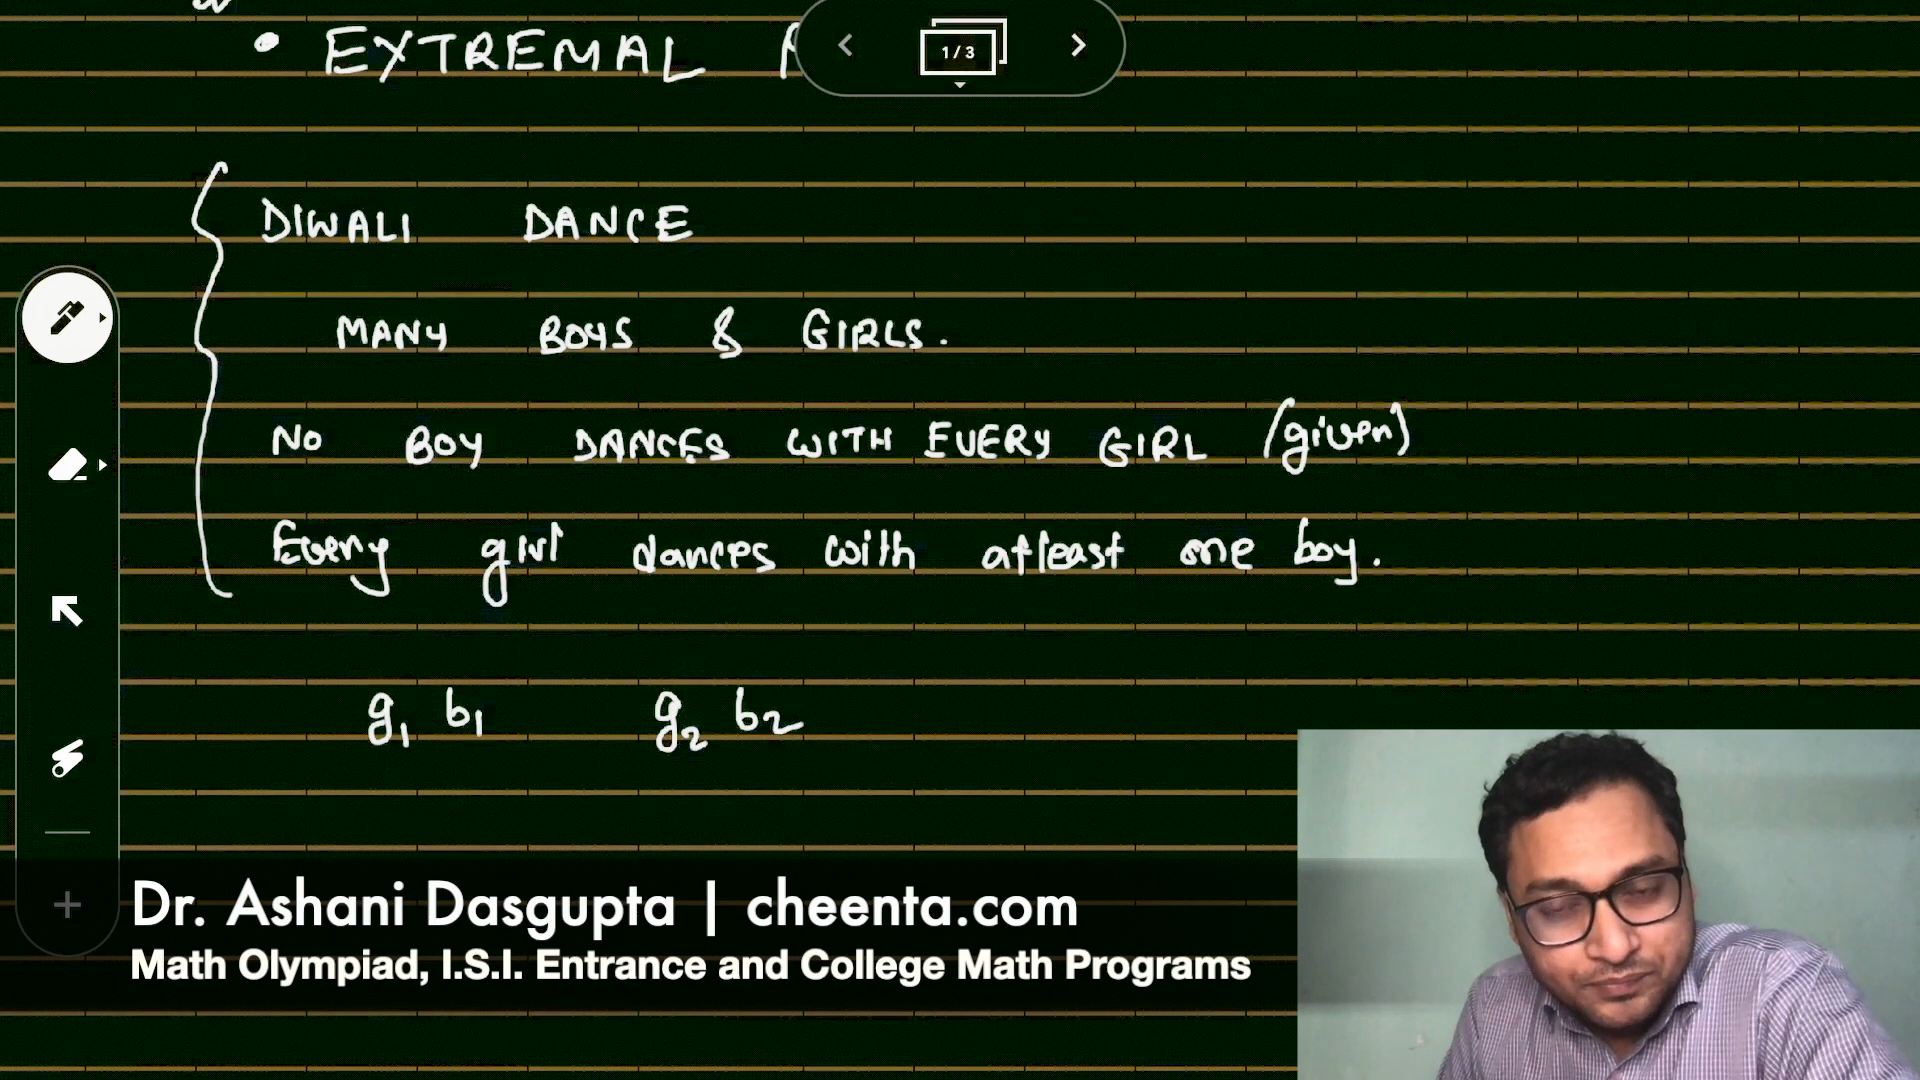 • EXTREMAL
1/3
DIWALI DANCE
MANY BOYS & GIRLS.
NO BOY DANCES WITH EVERY GIRL (given)
Every girl dances with atleast one boy.
g1 b1 g2 b2
Dr. Ashani Dasgupta | cheenta.com
Math Olympiad, I.S.I. Entrance and College Math Programs